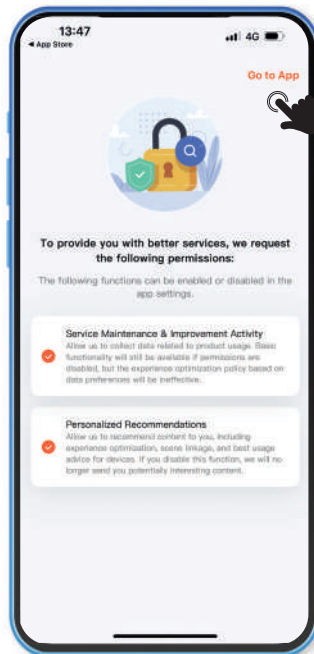 13:47
4G
◀ App Store
Go to App
To provide you with better services, we request
the following permissions:
The following functions can be enabled or disabled in the
app settings.
Service Maintenance & Improvement Activity
Allow us to collect data related to product usage. Basic
functionality will still be available if permissions are
disabled, but the experience optimization policy based on
data preferences will be ineffective.
Personalized Recommendations
Allow us to recommend content to you, including
experience optimization, scene linkage, and best usage
advice for devices. If you disable this function, we will no
longer send you potentially interesting content.